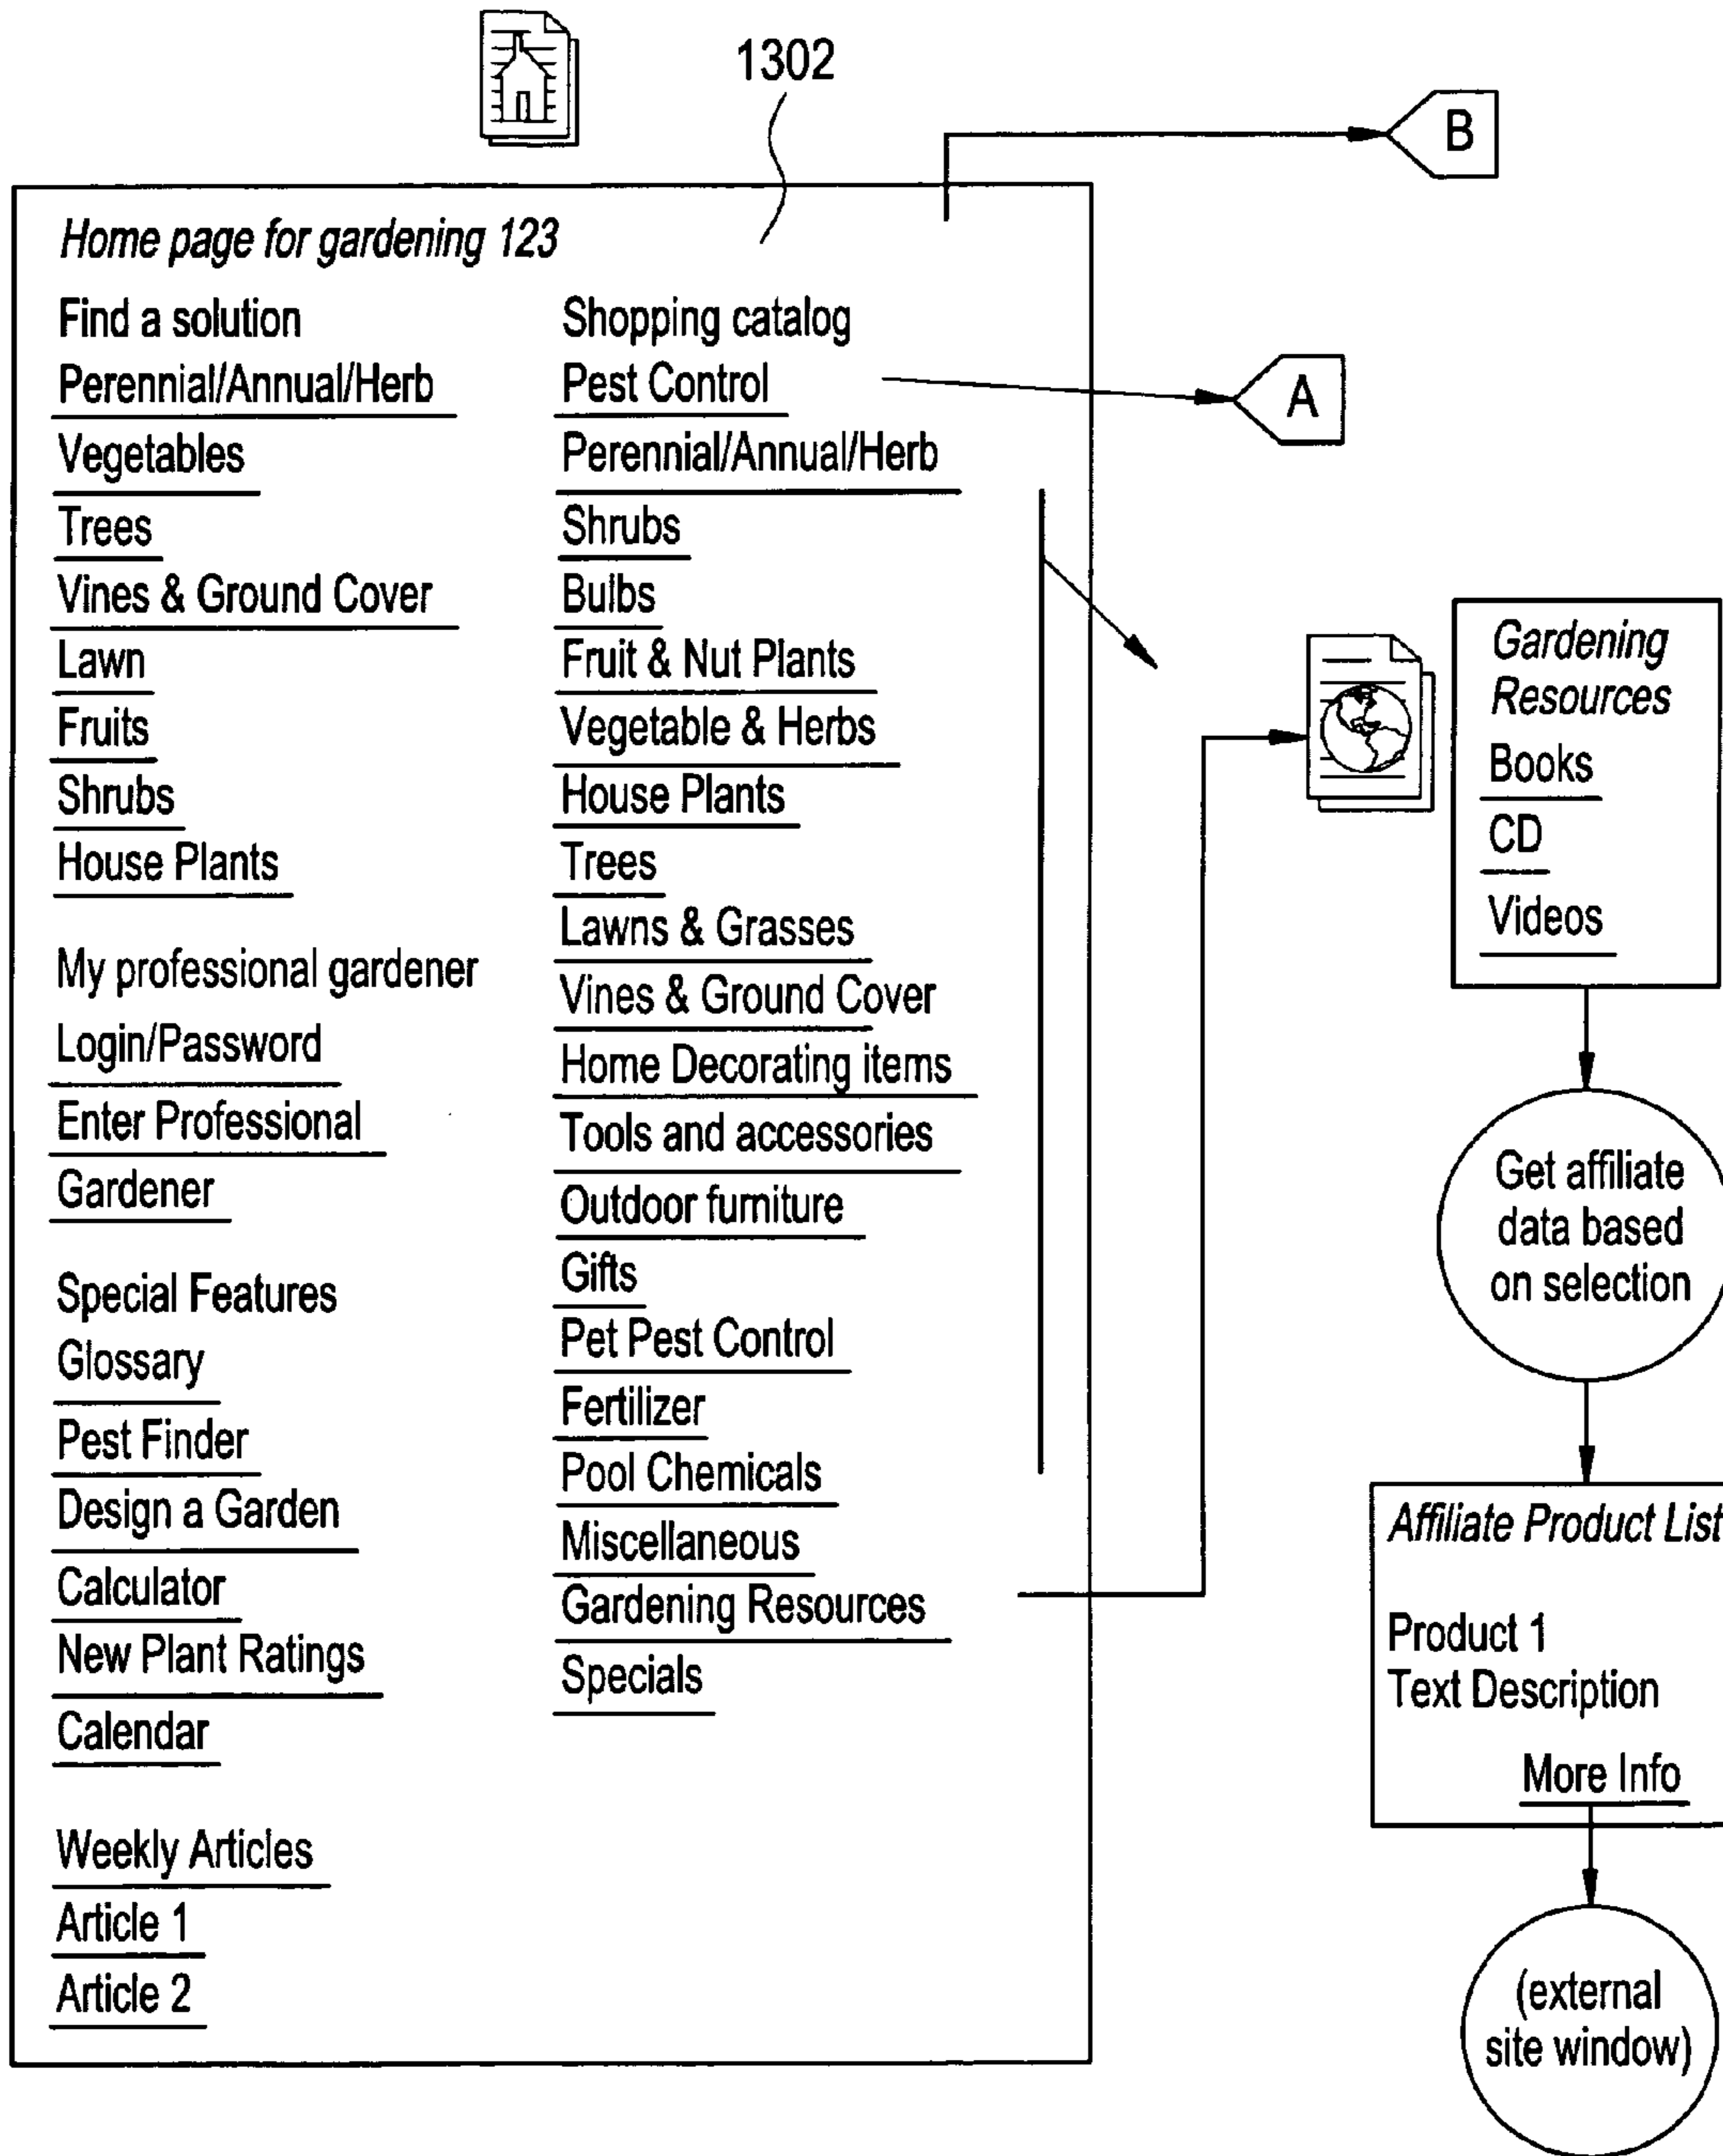 1302
B
Home page for gardening 123
Find a solution
Perennial/Annual/Herb
Vegetables
Trees
Vines & Ground Cover
Lawn
Fruits
Shrubs
House Plants
My professional gardener
Login/Password
Enter Professional
Gardener
Special Features
Glossary
Pest Finder
Design a Garden
Calculator
New Plant Ratings
Calendar
Weekly Articles
Article 1
Article 2
Shopping catalog
Pest Control
Perennial/Annual/Herb
Shrubs
Bulbs
Fruit & Nut Plants
Vegetable & Herbs
House Plants
Trees
Lawns & Grasses
Vines & Ground Cover
Home Decorating items
Tools and accessories
Outdoor furniture
Gifts
Pet Pest Control
Fertilizer
Pool Chemicals
Miscellaneous
Gardening Resources
Specials
A
Gardening
Resources
Books
CD
Videos
Get affiliate
data based
on selection
Affiliate Product List
Product 1
Text Description
More Info
(external
site window)